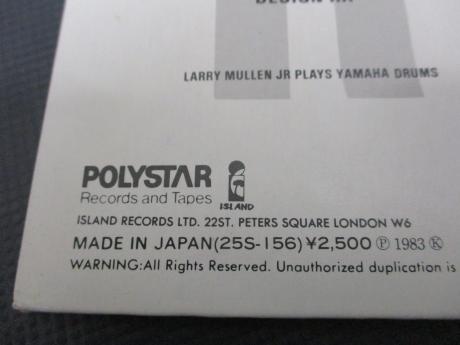 LARRY MULLEN JR PLAYS YAMAHA DRUMS
POLYSTAR
Records and Tapes ISLAND
ISLAND RECORDS LTD. 22ST. PETERS SQUARE LONDON W6
MADE IN JAPAN(25S-156)¥2,500 Ⓟ 1983 Ⓚ
WARNING:All Rights Reserved. Unauthorized duplication is